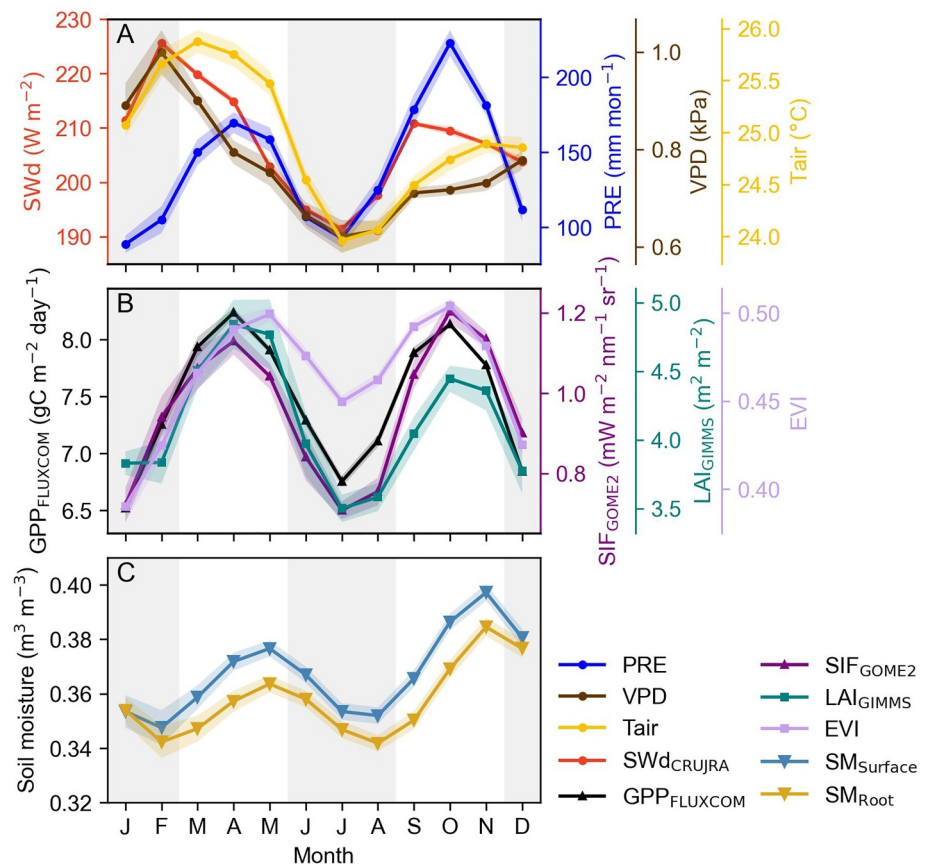 A
230
220
210
200
190
SWd (W m⁻²)
200
150
100
PRE (mm mon⁻¹)
1.0
0.8
0.6
VPD (kPa)
26.0
25.5
25.0
24.5
24.0
Tair (°C)
B
8.0
7.5
7.0
6.5
GPP_FLUXCOM (gC m⁻² day⁻¹)
1.2
1.0
0.8
SIF_GOME2 (mW m⁻² nm⁻¹ sr⁻¹)
5.0
4.5
4.0
3.5
LAI_GIMMS (m² m⁻²)
0.50
0.45
0.40
EVI
C
0.40
0.38
0.36
0.34
0.32
Soil moisture (m³ m⁻³)
J F M A M J J A S O N D
Month
PRE
VPD
Tair
SWd_CRUJRA
GPP_FLUXCOM
SIF_GOME2
LAI_GIMMS
EVI
SM_Surface
SM_Root